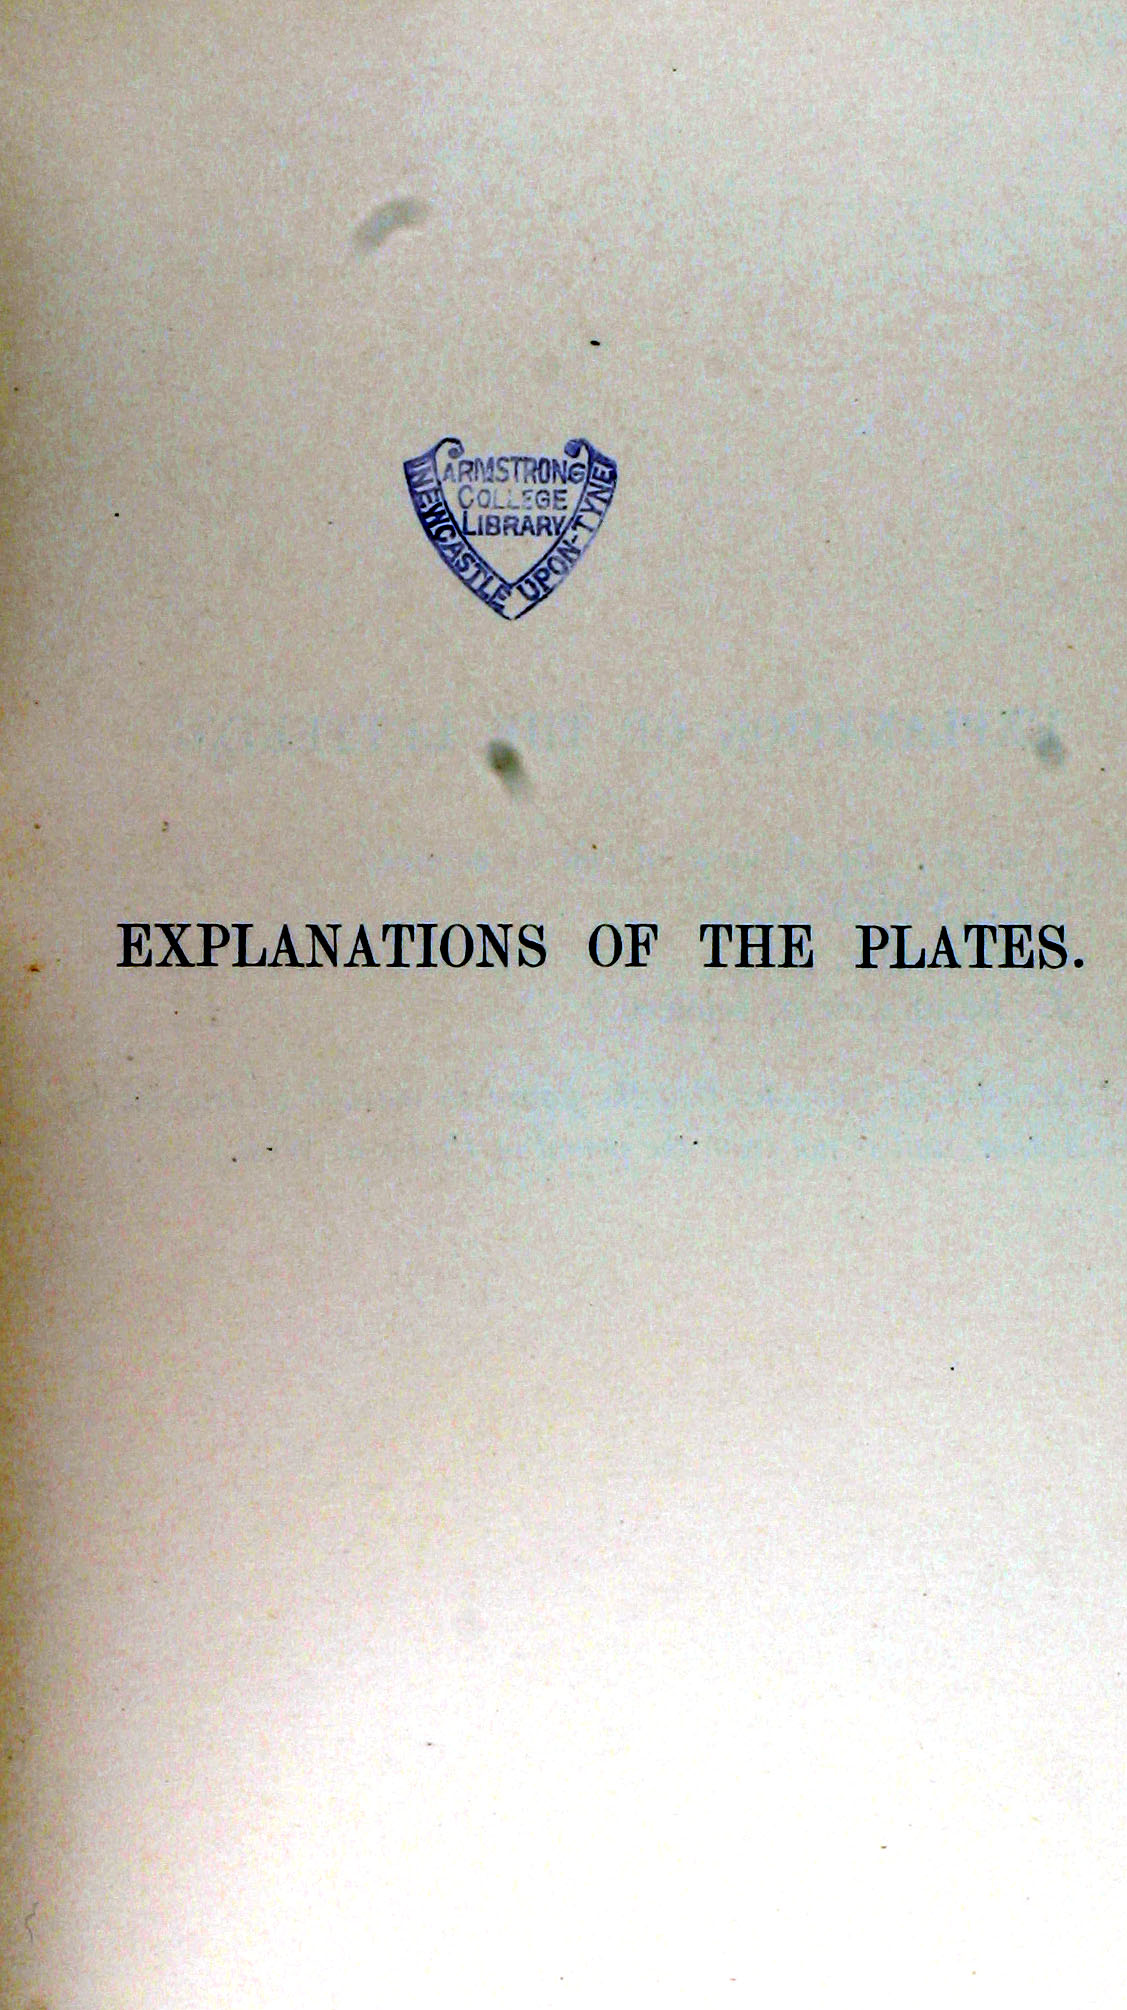 ARMSTRONG
COLLEGE
LIBRARY
NEWCASTLE UPON-TYNE
EXPLANATIONS OF THE PLATES.